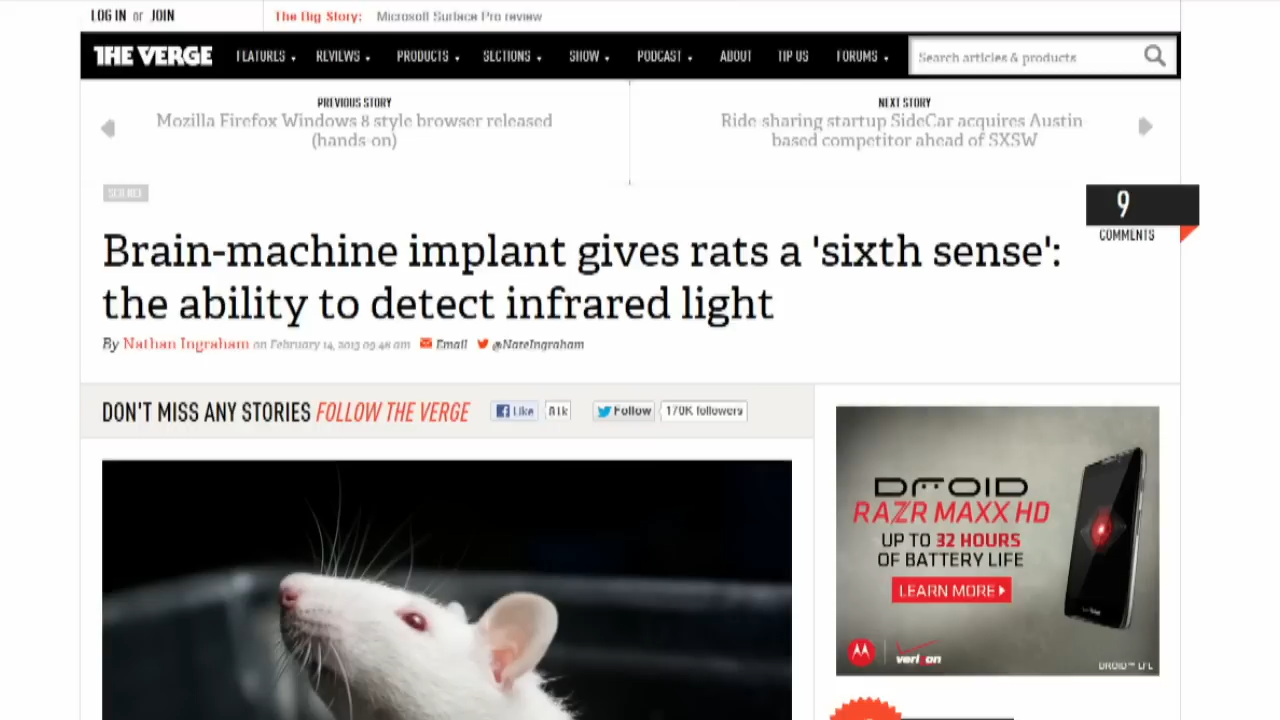 LOG IN or JOIN
The Big Story: Microsoft Surface Pro review
THE VERGE FEATURES REVIEWS PRODUCTS SECTIONS SHOW PODCAST ABOUT TIP US FORUMS Search articles & products
PREVIOUS STORY
Mozilla Firefox Windows 8 style browser released
(hands-on)
NEXT STORY
Ride-sharing startup SideCar acquires Austin
based competitor ahead of SXSW
SCIENCE
9
COMMENTS
Brain-machine implant gives rats a 'sixth sense':
the ability to detect infrared light
By Nathan Ingraham on February 14, 2013 09:48 am Email @NateIngraham
DON'T MISS ANY STORIES FOLLOW THE VERGE Like 81k Follow 170K followers
DROID
RAZR MAXX HD
UP TO 32 HOURS
OF BATTERY LIFE
LEARN MORE
verizon